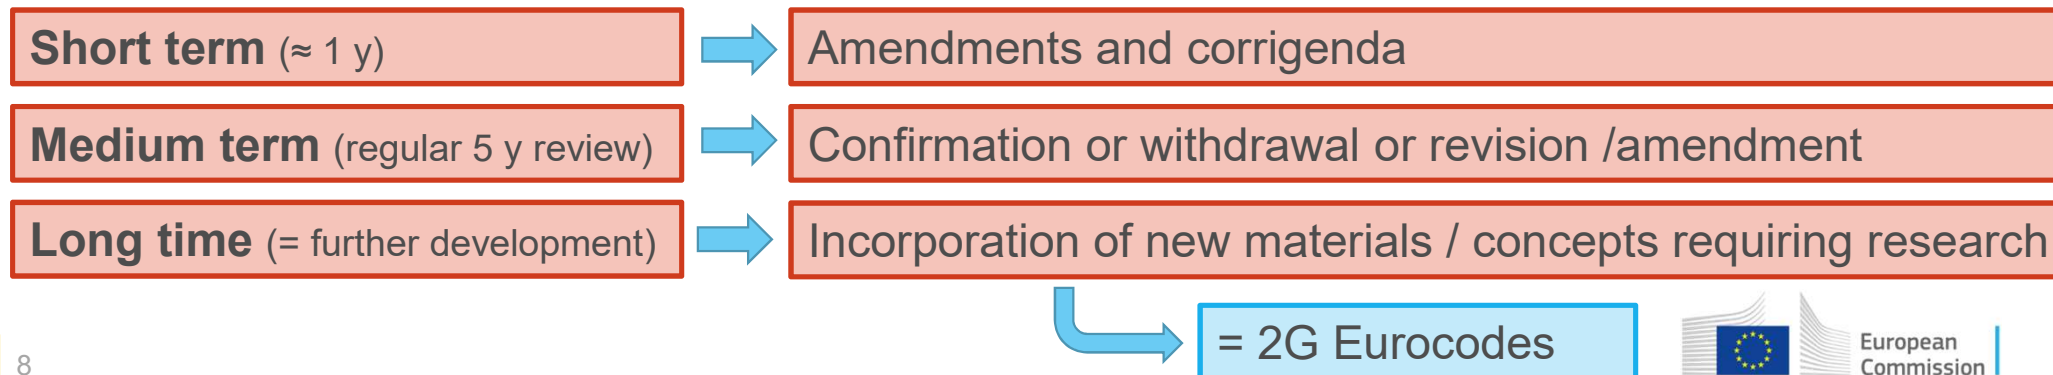 Short term (≈ 1 y)
Amendments and corrigenda
Medium term (regular 5 y review)
Confirmation or withdrawal or revision /amendment
Long time (= further development)
Incorporation of new materials / concepts requiring research
= 2G Eurocodes
8
European
Commission